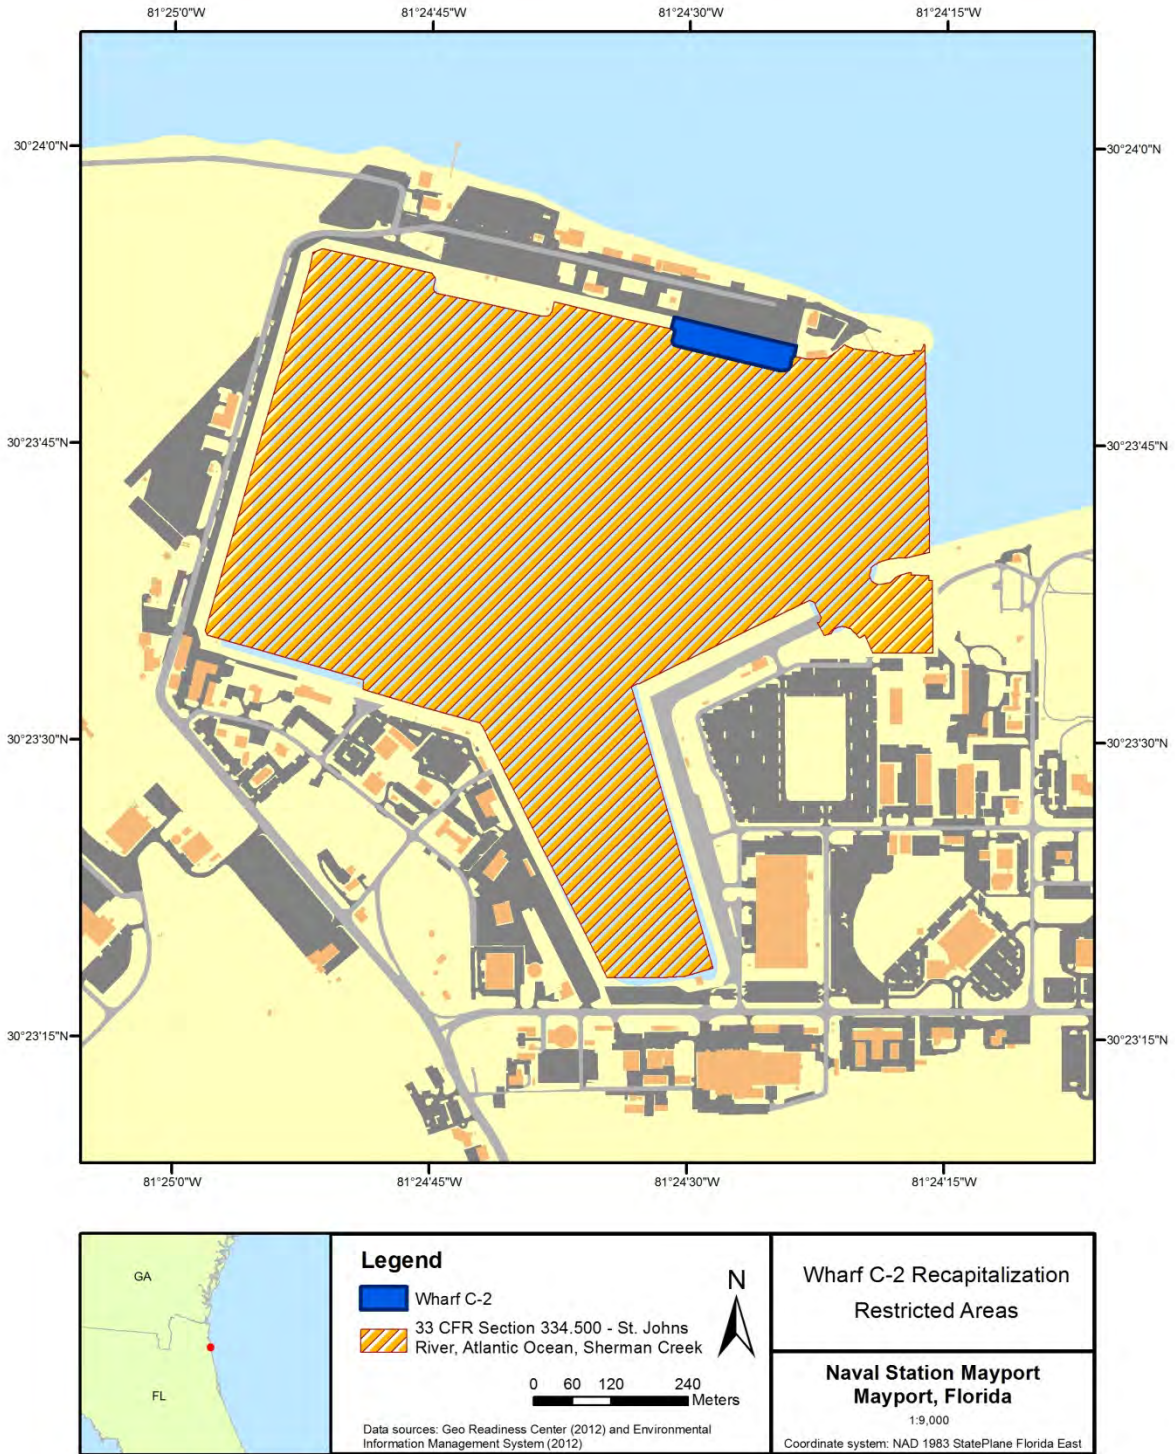 81°25'0"W 81°24'45"W 81°24'30"W 81°24'15"W
30°24'0"N 30°24'0"N
30°23'45"N 30°23'45"N
30°23'30"N 30°23'30"N
30°23'15"N 30°23'15"N
81°25'0"W 81°24'45"W 81°24'30"W 81°24'15"W
GA
FL
Legend
Wharf C-2
33 CFR Section 334.500 - St. Johns
River, Atlantic Ocean, Sherman Creek
N
0 60 120 240
Meters
Data sources: Geo Readiness Center (2012) and Environmental
Information Management System (2012)
Wharf C-2 Recapitalization
Restricted Areas
Naval Station Mayport
Mayport, Florida
1:9,000
Coordinate system: NAD 1983 StatePlane Florida East